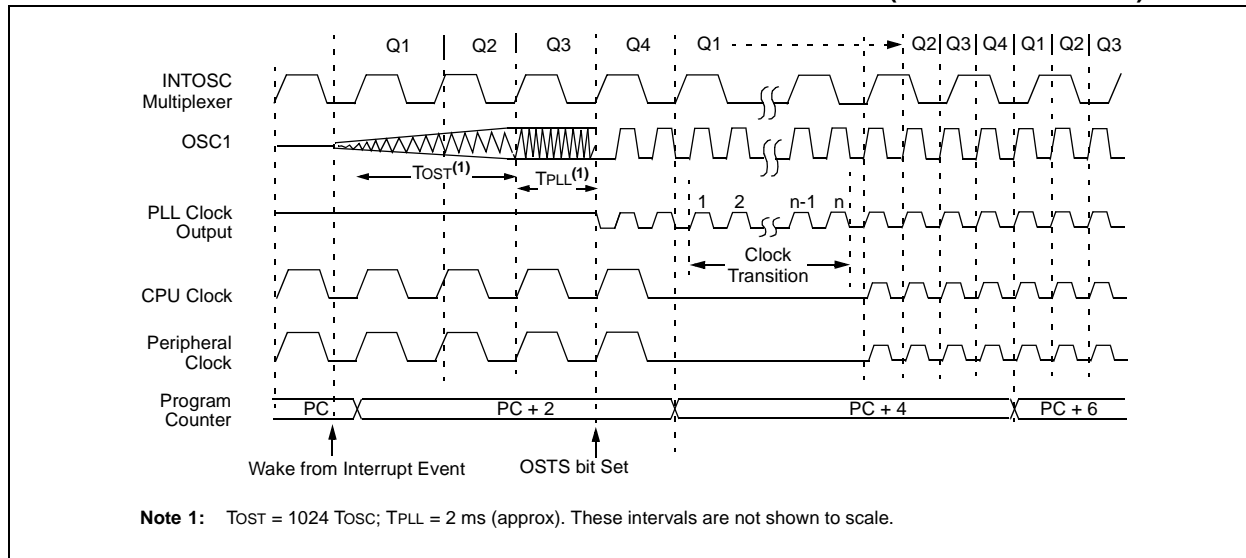 Q1 Q2 Q3 Q4 Q1 Q2 Q3 Q4 Q1 Q2 Q3
INTOSC
Multiplexer
OSC1
TOST(1)
TPLL(1)
1 2 n-1 n
PLL Clock
Output
Clock
Transition
CPU Clock
Peripheral
Clock
Program
Counter
PC PC + 2 PC + 4 PC + 6
Wake from Interrupt Event OSTS bit Set
Note 1: TOST = 1024 TOSC; TPLL = 2 ms (approx). These intervals are not shown to scale.